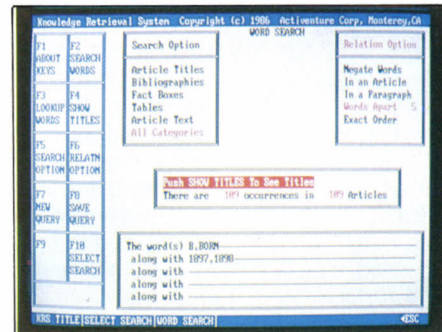 Knowledge Retrieval System Copyright (c) 1986 Activenture Corp, Monterey,CA
WORD SEARCH
F1 ABOUT KEYS
F2 SEARCH WORDS
F3 LOOKUP WORDS
F4 SHOW TITLES
F5 SEARCH OPTION
F6 RELATN OPTION
F7 NEW QUERY
F8 SAVE QUERY
F9
F10 SELECT SEARCH
Search Option
Article Titles
Bibliographies
Fact Boxes
Tables
Article Text
All Categories
Relation Option
Negate Words
In an Article
In a Paragraph
Words Apart 5
Exact Order
Push SHOW TITLES To See Titles
There are 109 occurrences in 109 Articles
The word(s) B,BORN
along with 1897,1898
along with
along with
along with
KRS TITLE|SELECT SEARCH|WORD SEARCH|
◄ESC